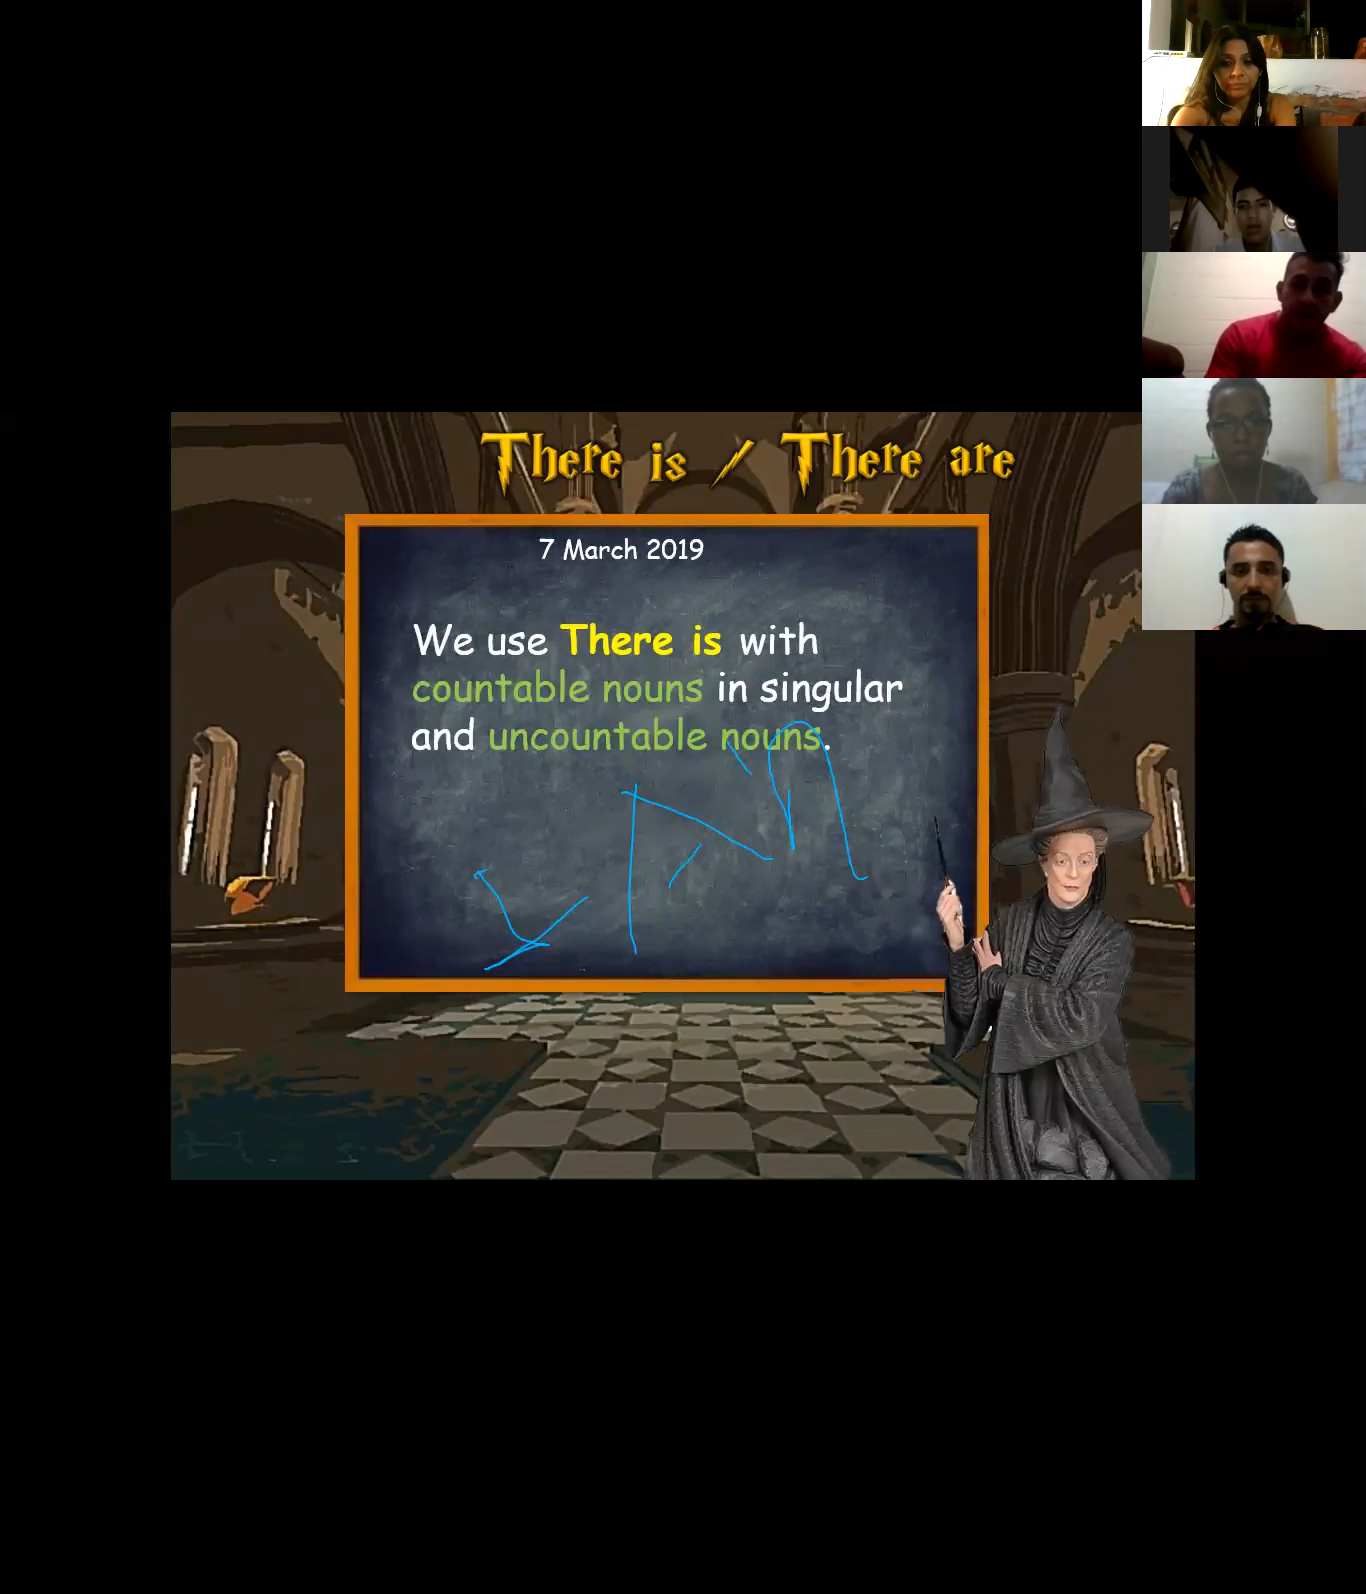 There is / There are
7 March 2019
We use There is with
countable nouns in singular
and uncountable nouns.